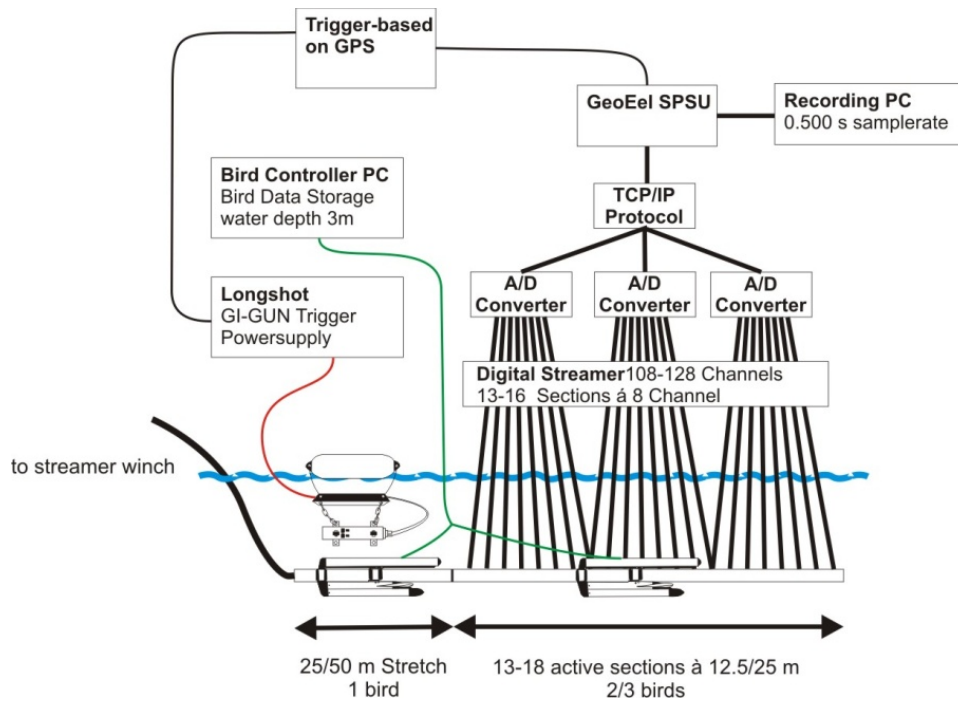 Trigger-based
on GPS
GeoEel SPSU
Recording PC
0.500 s samplerate
Bird Controller PC
Bird Data Storage
water depth 3m
TCP/IP
Protocol
A/D
Converter
A/D
Converter
A/D
Converter
Longshot
GI-GUN Trigger
Powersupply
Digital Streamer108-128 Channels
13-16 Sections á 8 Channel
to streamer winch
25/50 m Stretch
1 bird
13-18 active sections à 12.5/25 m
2/3 birds